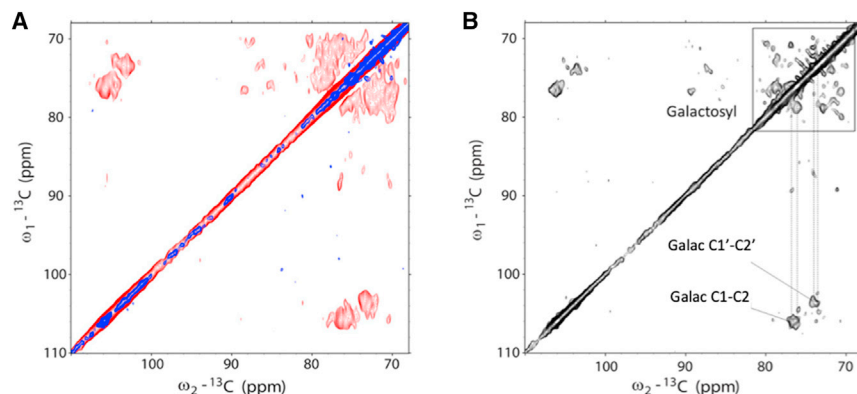 A
70
80
90
100
110
ω1 - 13C (ppm)
100
90
80
70
ω2 - 13C (ppm)
B
70
80
90
100
110
ω1 - 13C (ppm)
Galactosyl
Galac C1′-C2′
Galac C1-C2
100
90
80
70
ω2 - 13C (ppm)